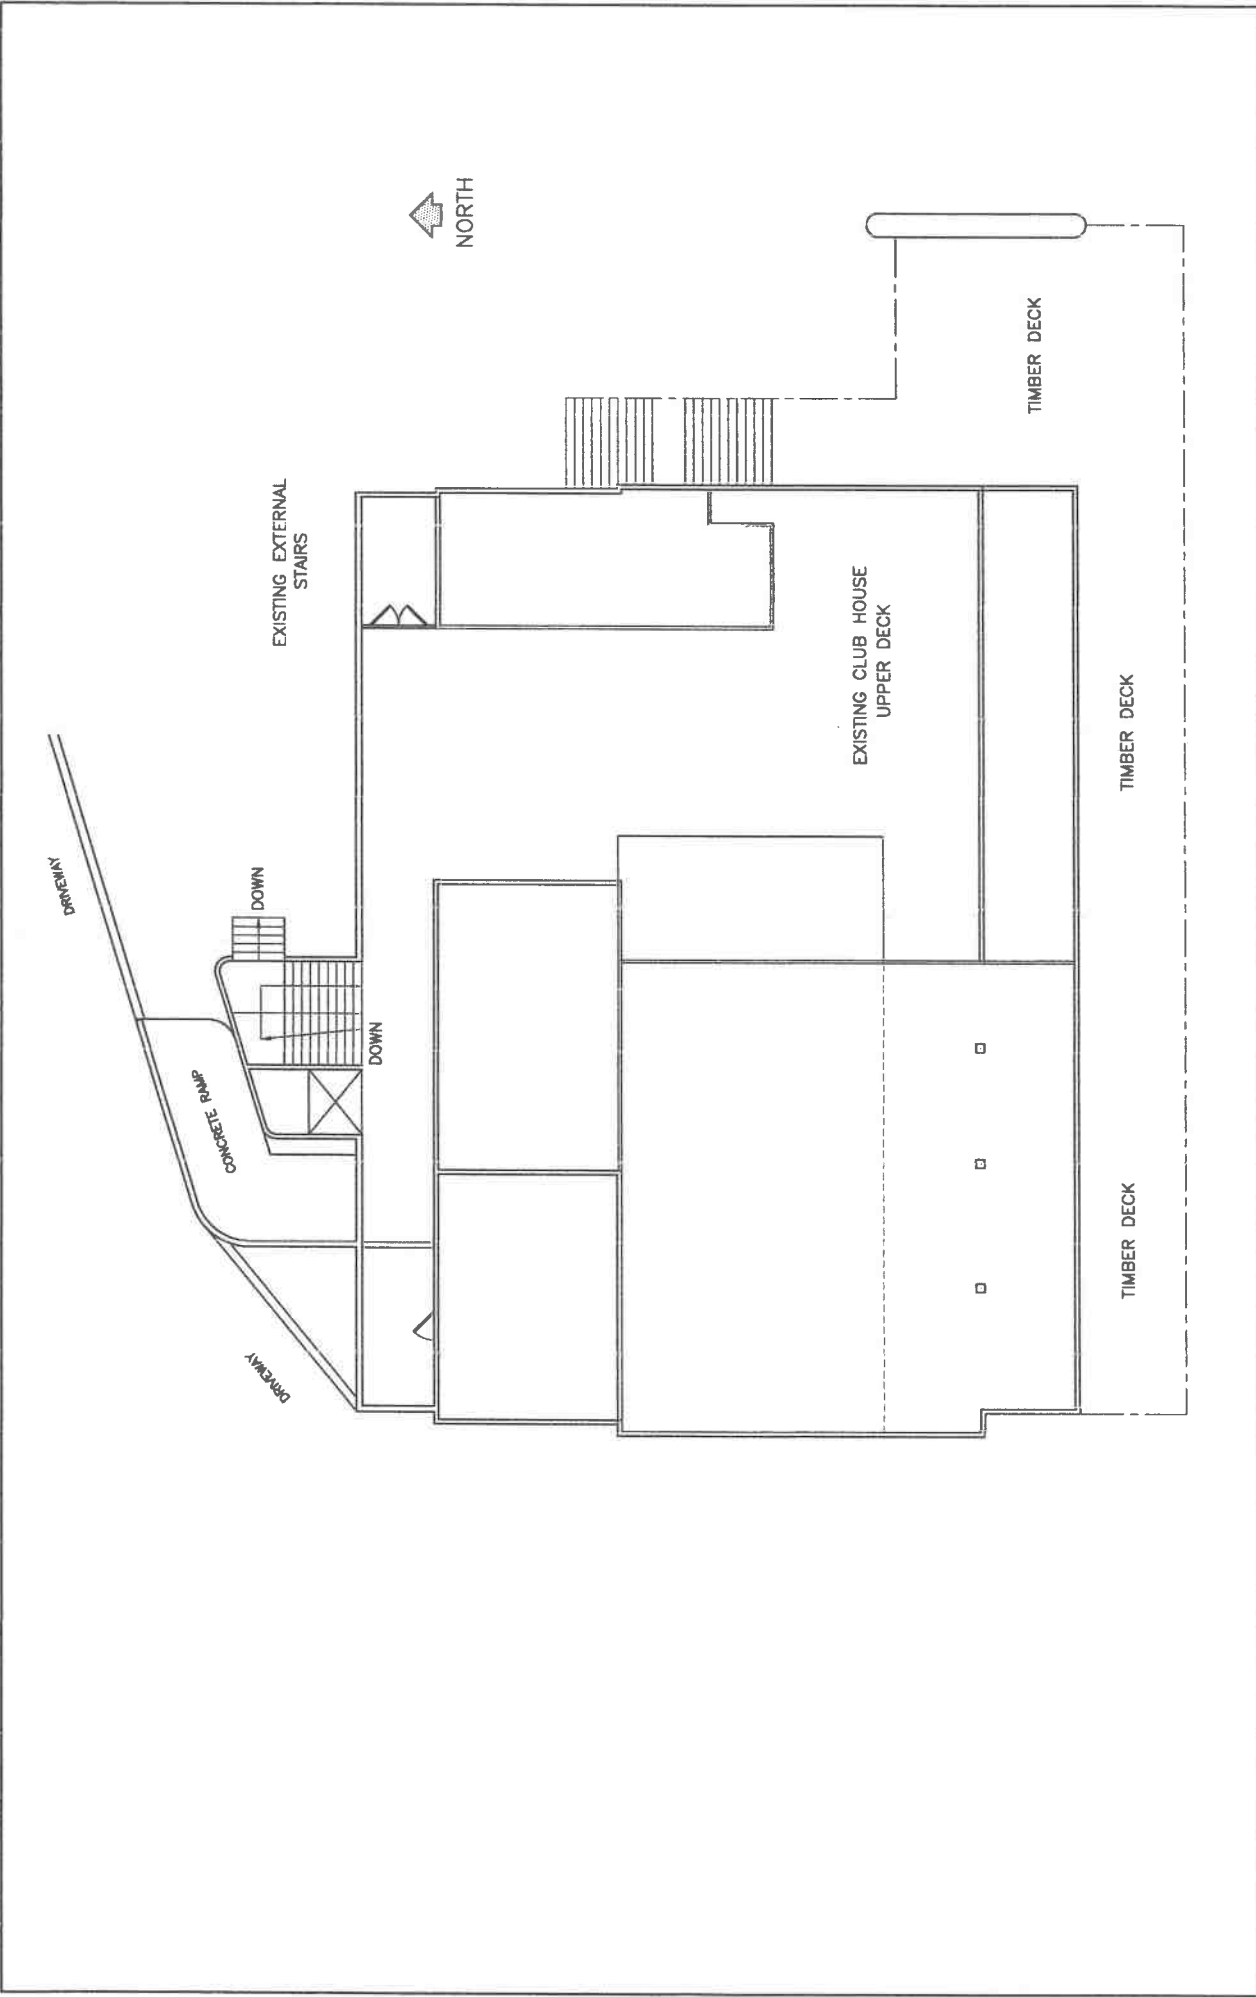 DRIVEWAY
CONCRETE RAMP
DRIVEWAY
DOWN
DOWN
EXISTING EXTERNAL
STAIRS
NORTH
EXISTING CLUB HOUSE
UPPER DECK
TIMBER DECK
TIMBER DECK
TIMBER DECK